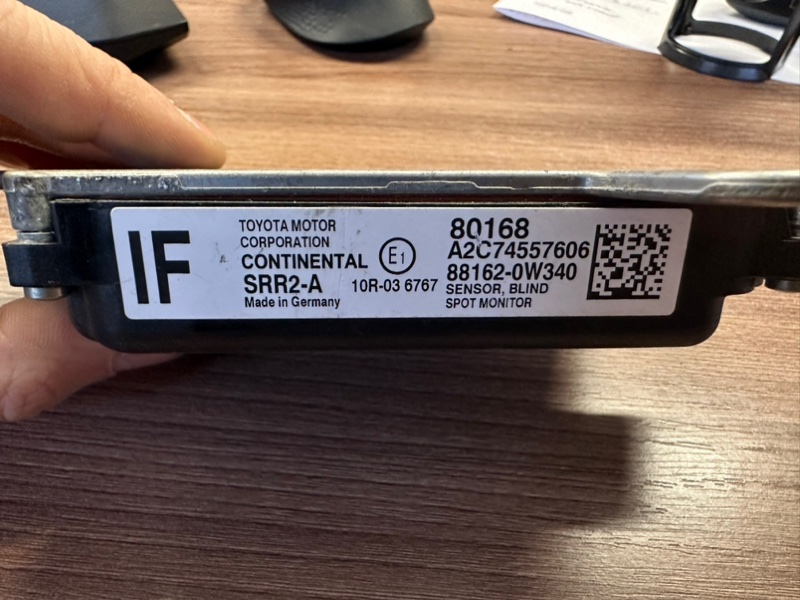 IF
TOYOTA MOTOR
CORPORATION
CONTINENTAL
SRR2-A
Made in Germany
E1
10R-03 6767
80168
A2C74557606
88162-0W340
SENSOR, BLIND
SPOT MONITOR